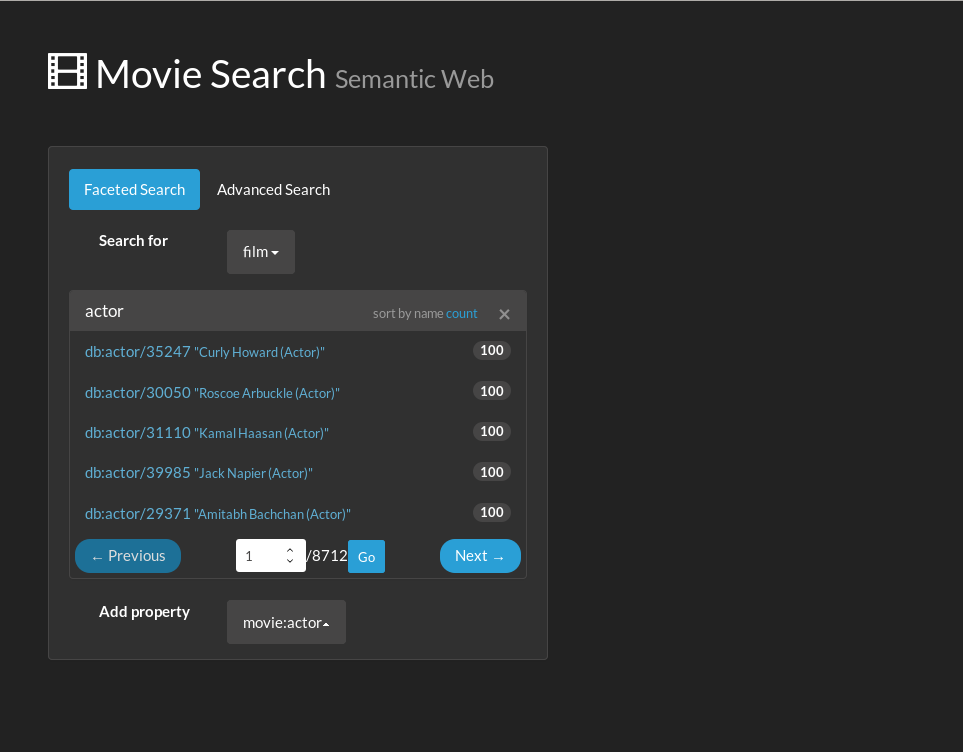 Movie Search Semantic Web
Faceted Search Advanced Search
Search for film
actor sort by name count ×
db:actor/35247 "Curly Howard (Actor)" 100
db:actor/30050 "Roscoe Arbuckle (Actor)" 100
db:actor/31110 "Kamal Haasan (Actor)" 100
db:actor/39985 "Jack Napier (Actor)" 100
db:actor/29371 "Amitabh Bachchan (Actor)" 100
← Previous 1 /8712 Go Next →
Add property movie:actor